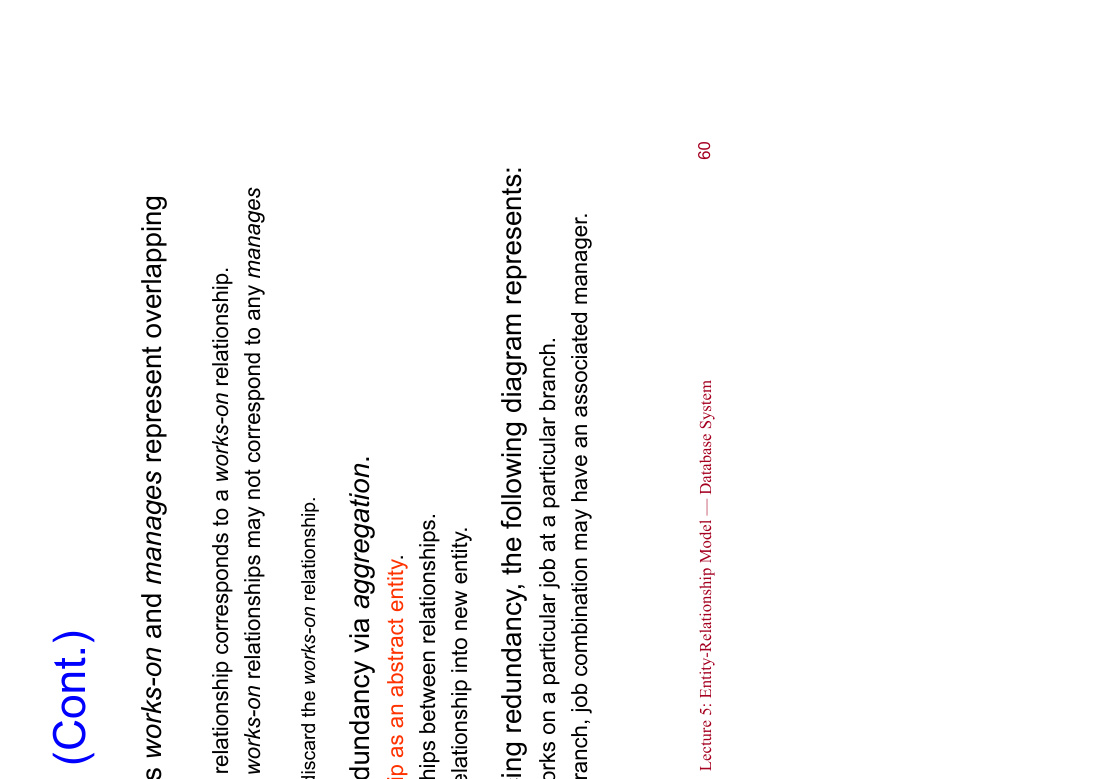 (Cont.)
s works-on and manages represent overlapping
relationship corresponds to a works-on relationship.
works-on relationships may not correspond to any manages
discard the works-on relationship.
dundancy via aggregation.
ip as an abstract entity.
hips between relationships.
elationship into new entity.
ing redundancy, the following diagram represents:
orks on a particular job at a particular branch.
ranch, job combination may have an associated manager.
Lecture 5: Entity-Relationship Model — Database System 60